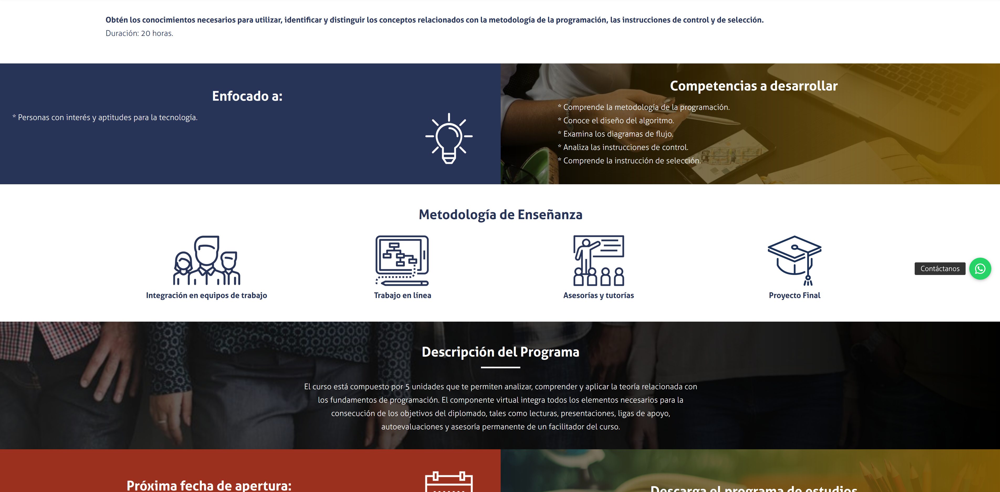 Obtén los conocimientos necesarios para utilizar, identificar y distinguir los conceptos relacionados con la metodología de la programación, las instrucciones de control y de selección.
Duración: 20 horas.
Enfocado a:
* Personas con interés y aptitudes para la tecnología.
Competencias a desarrollar
* Comprende la metodología de la programación.
* Conoce el diseño del algoritmo.
* Examina los diagramas de flujo.
* Analiza las instrucciones de control.
* Comprende la instrucción de selección.
Metodología de Enseñanza
Integración en equipos de trabajo
Trabajo en línea
Asesorías y tutorías
Proyecto Final
Contáctanos
Descripción del Programa
El curso está compuesto por 5 unidades que te permiten analizar, comprender y aplicar la teoría relacionada con
los fundamentos de programación. El componente virtual integra todos los elementos necesarios para la
consecución de los objetivos del diplomado, tales como lecturas, presentaciones, ligas de apoyo,
autoevaluaciones y asesoría permanente de un facilitador del curso.
Próxima fecha de apertura:
Descarga el programa de estudios